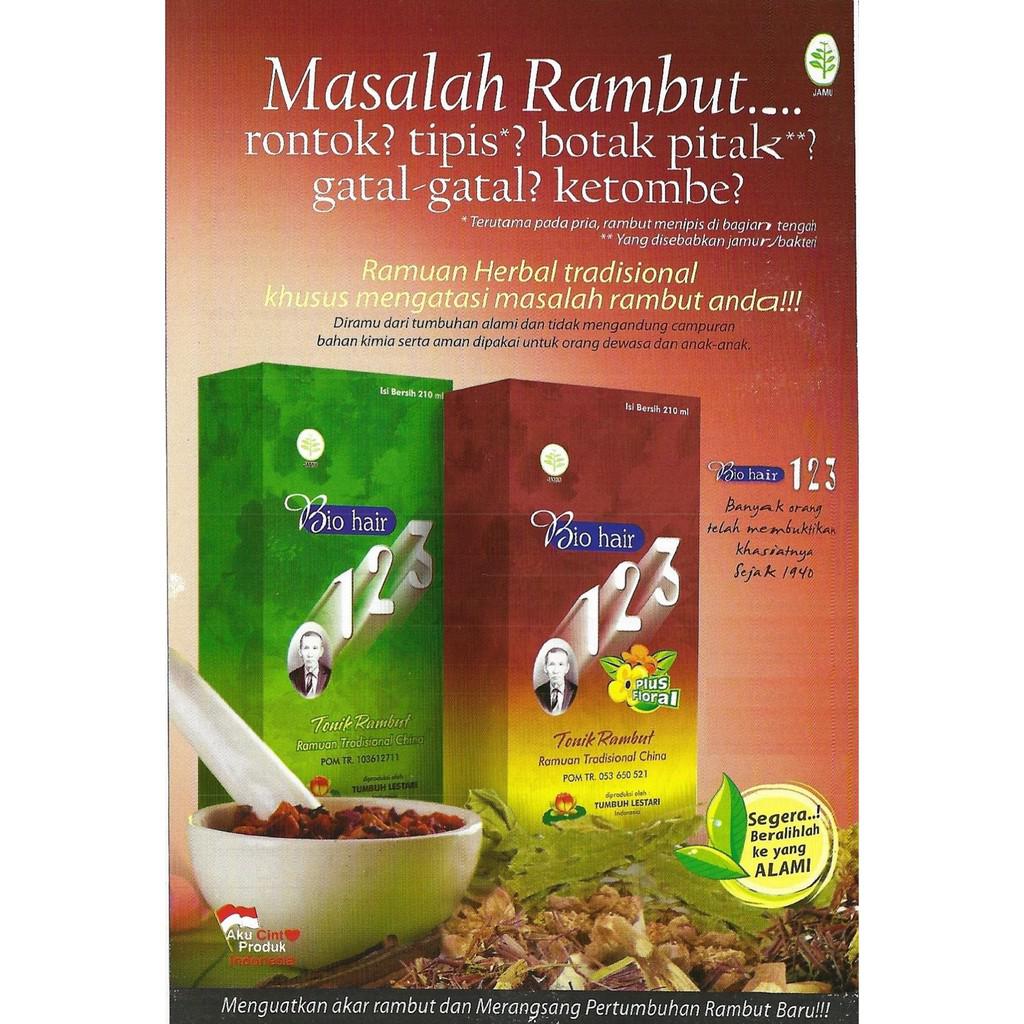 JAMU
Masalah Rambut....
rontok? tipis*? botak pitak**?
gatal-gatal? ketombe?
* Terutama pada pria, rambut menipis di bagian tengah
** Yang disebabkan jamur/bakteri
Ramuan Herbal tradisional
khusus mengatasi masalah rambut anda!!!
Diramu dari tumbuhan alami dan tidak mengandung campuran
bahan kimia serta aman dipakai untuk orang dewasa dan anak-anak.
Isi Bersih 210 ml
JAMU
Bio hair
123
Tonik Rambut
Ramuan Tradisional China
POM TR. 103612711
diproduksi oleh
TUMBUH LESTARI
Isi Bersih 210 ml
Bio hair
123
Plus
Floral
Tonik Rambut
Ramuan Tradisional China
POM TR. 053 650 521
diproduksi oleh
TUMBUH LESTARI
Indonesia
Bio hair 123
Banyak orang
telah membuktikan
khasiatnya
Sejak 1940
Segera..!
Beralihlah
ke yang
ALAMI
Aku Cint
Produk
Indonesia
Menguatkan akar rambut dan Merangsang Pertumbuhan Rambut Baru!!!